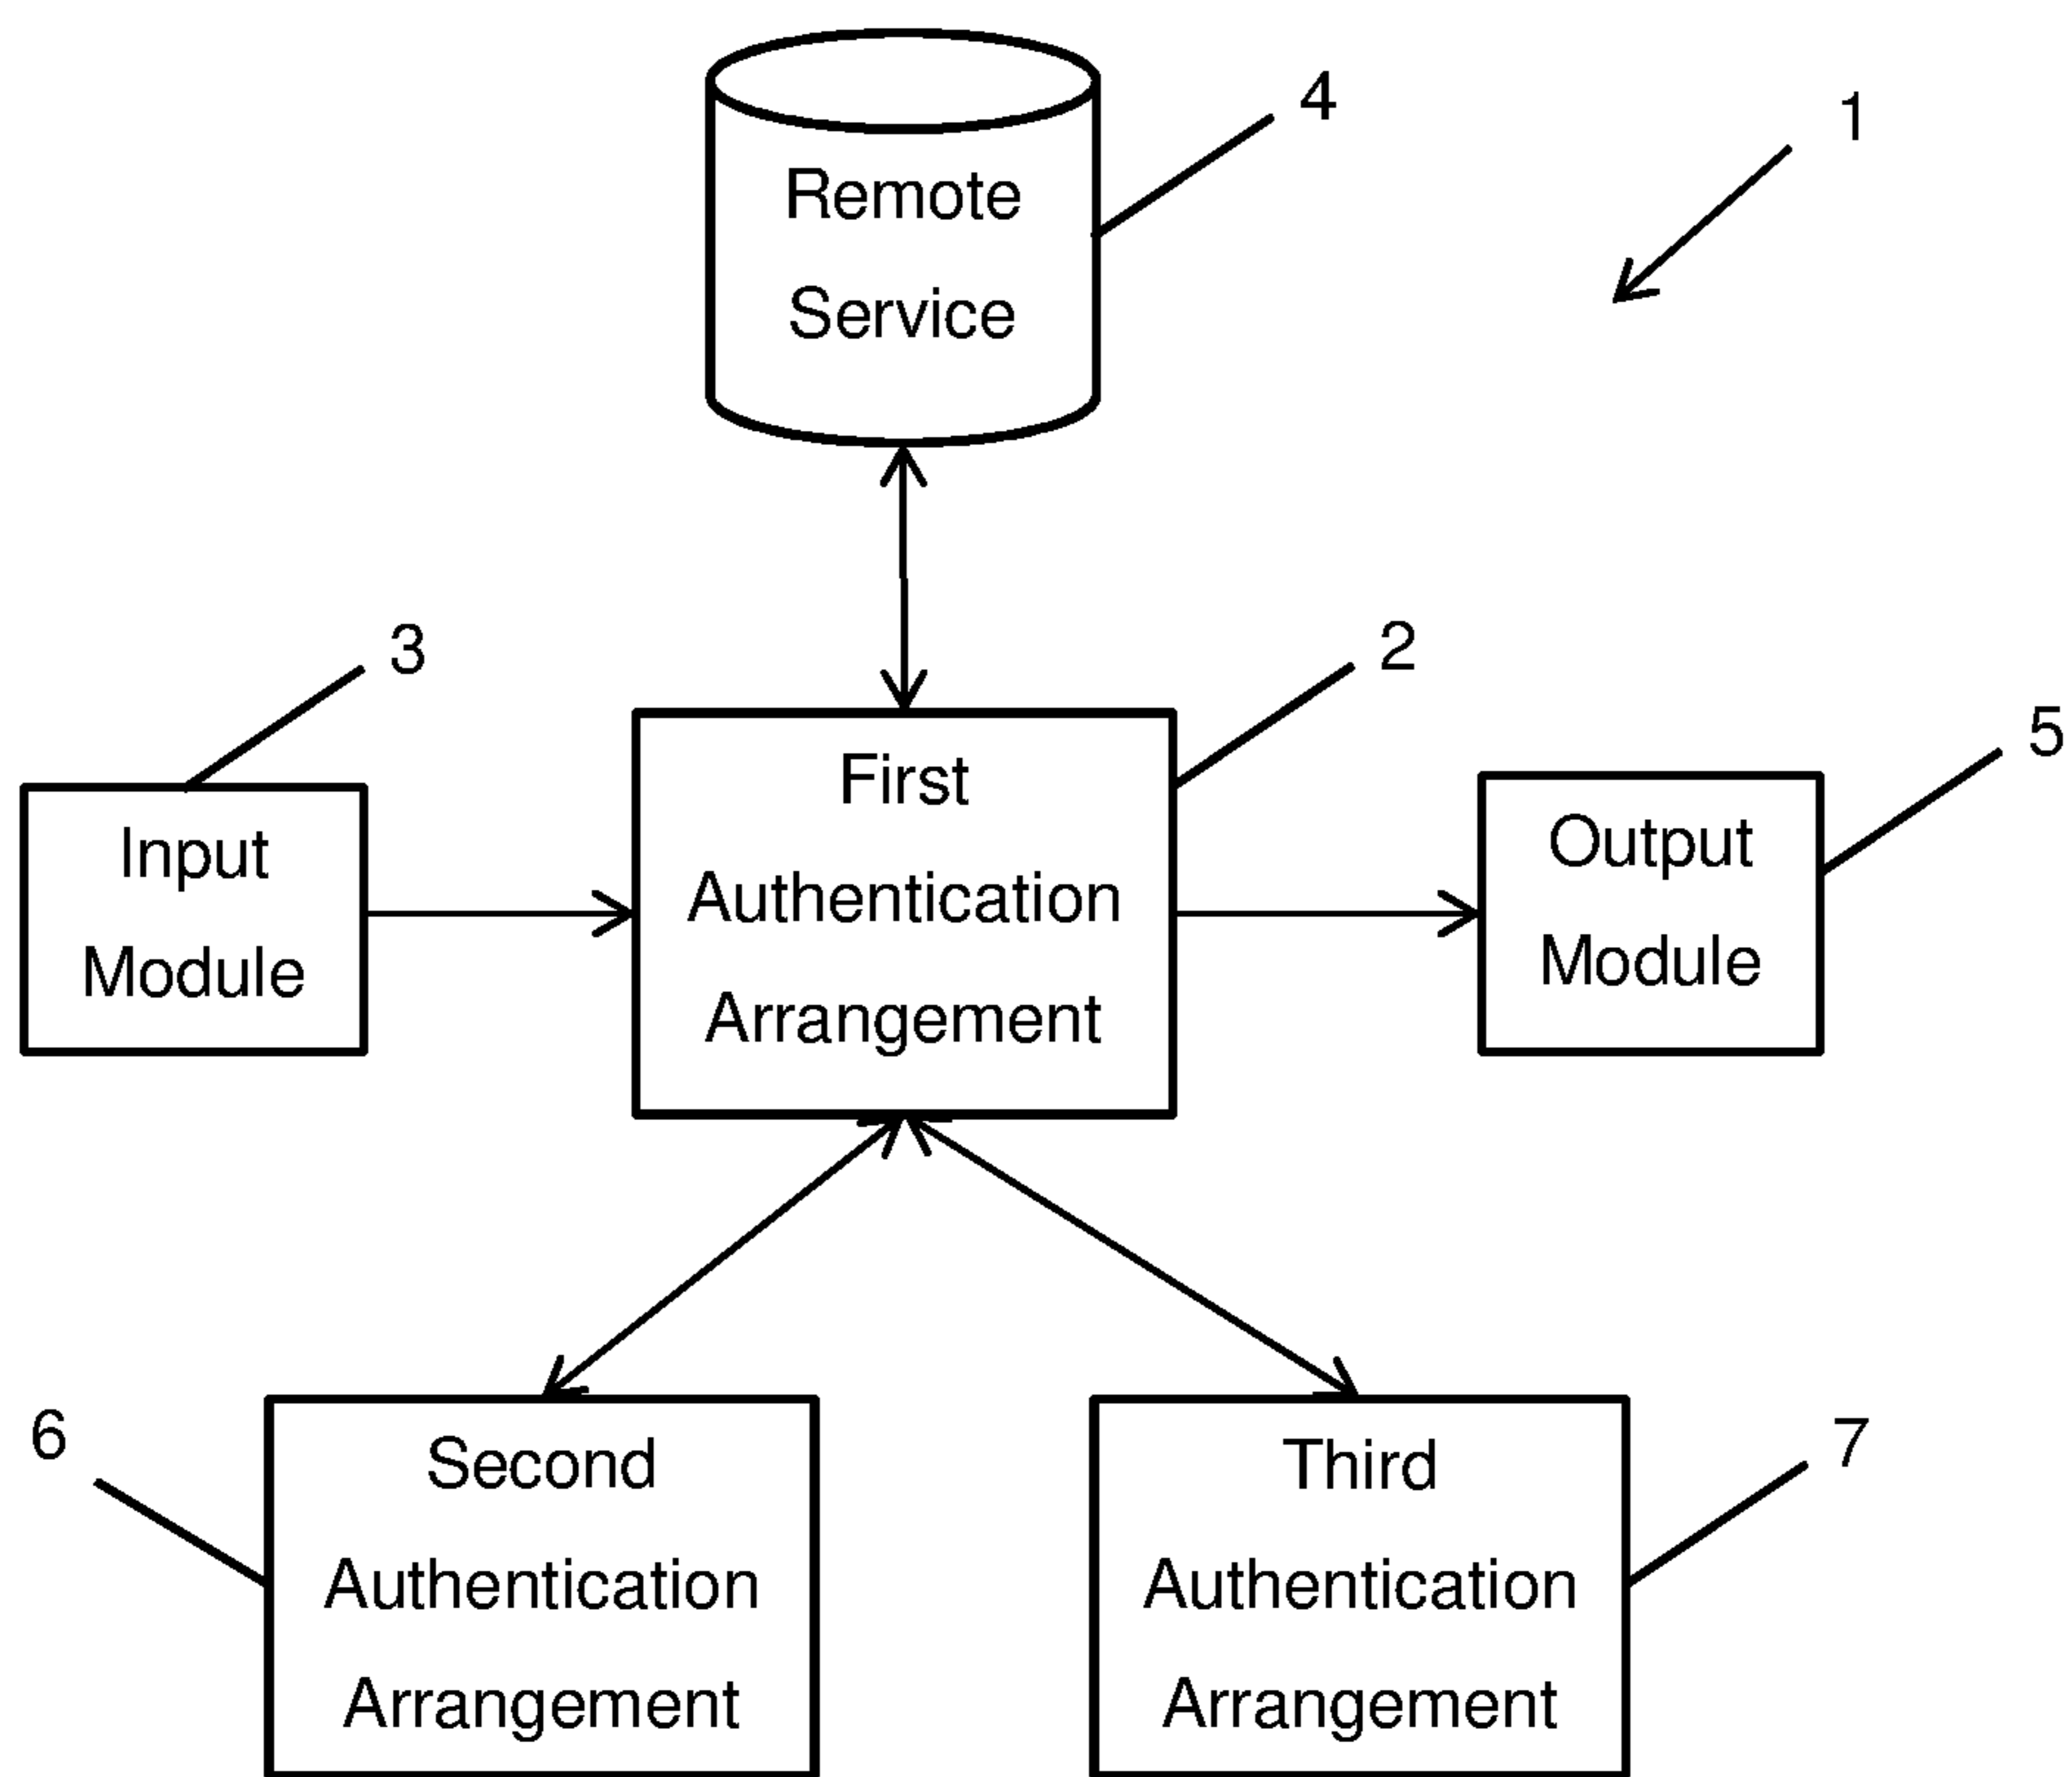 4
1
Remote
Service
3
2
5
Input
Module
First
Authentication
Arrangement
Output
Module
6
7
Second
Authentication
Arrangement
Third
Authentication
Arrangement